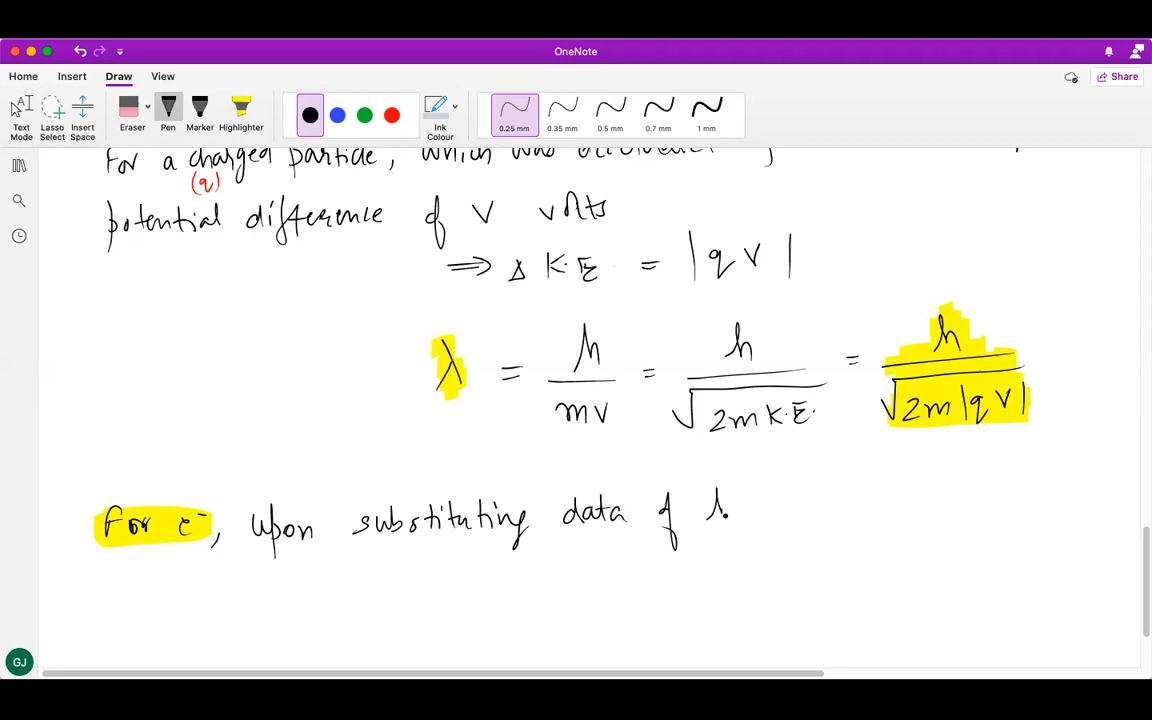 OneNote
Home Insert Draw View
Share
Text Mode Lasso Select Insert Space Eraser Pen Marker Highlighter Ink Colour 0.25 mm 0.35 mm 0.5 mm 0.7 mm 1 mm
For a charged particle, which was
(q)
potential difference of V volts
⇒ Δ K.E. = |qV|
λ = h/mv = h/√2m K.E. = h/√2m|qV|
For e⁻, upon substituting data of
GJ